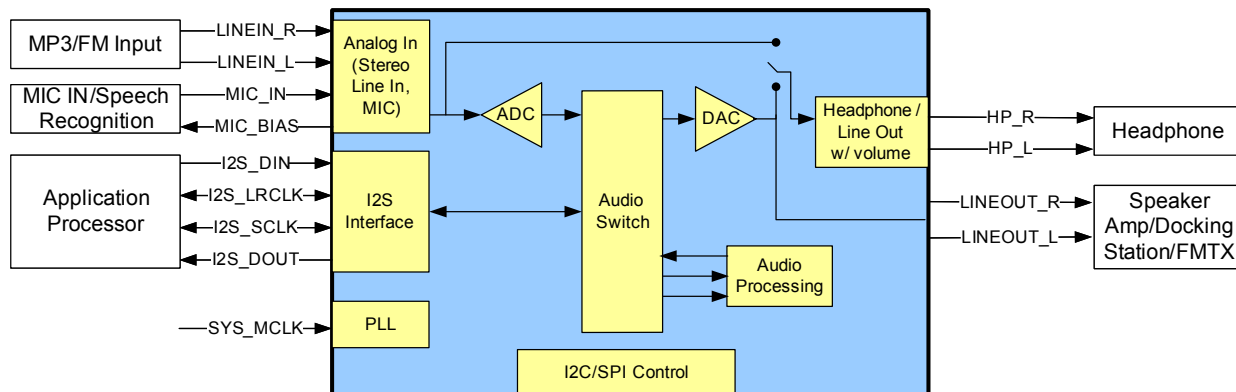 MP3/FM Input
LINEIN_R
LINEIN_L
MIC IN/Speech
Recognition
MIC_IN
MIC_BIAS
Application
Processor
I2S_DIN
I2S_LRCLK
I2S_SCLK
I2S_DOUT
SYS_MCLK
Analog In
(Stereo
Line In,
MIC)
I2S
Interface
PLL
ADC
Audio
Switch
DAC
Audio
Processing
I2C/SPI Control
Headphone /
Line Out
w/ volume
HP_R
HP_L
LINEOUT_R
LINEOUT_L
Headphone
Speaker
Amp/Docking
Station/FMTX